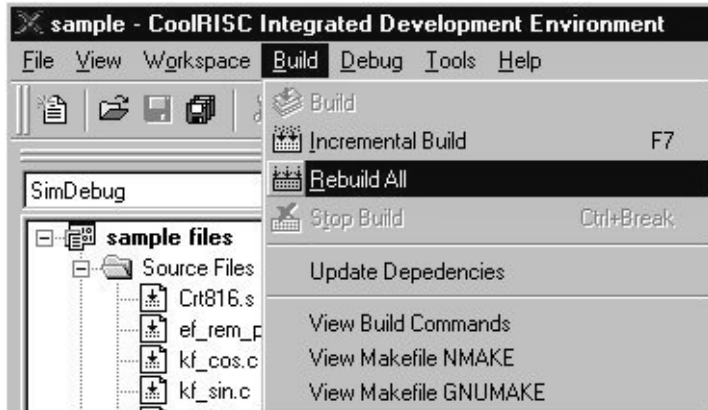 sample - CoolRISC Integrated Development Environment
File View Workspace Build Debug Tools Help
Build
Incremental Build F7
Rebuild All
Stop Build Ctrl+Break
Update Depedencies
View Build Commands
View Makefile NMAKE
View Makefile GNUMAKE
SimDebug
sample files
Source Files
Crt816.s
ef_rem_p
kf_cos.c
kf_sin.c